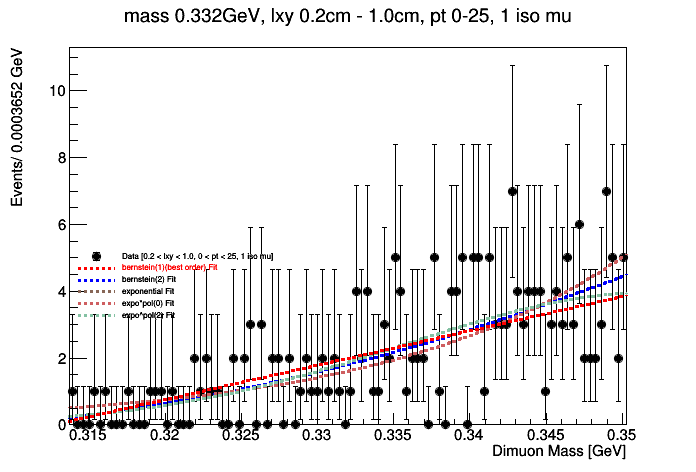 mass 0.332GeV, lxy 0.2cm - 1.0cm, pt 0-25, 1 iso mu
Events/ 0.0003652 GeV
10
8
6
4
2
0
Data [0.2 < lxy < 1.0, 0 < pt < 25, 1 iso mu]
bernstein(1)(best order) Fit
bernstein(2) Fit
exponential Fit
expo*pol(0) Fit
expo*pol(2) Fit
0.315 0.32 0.325 0.33 0.335 0.34 0.345 0.35
Dimuon Mass [GeV]